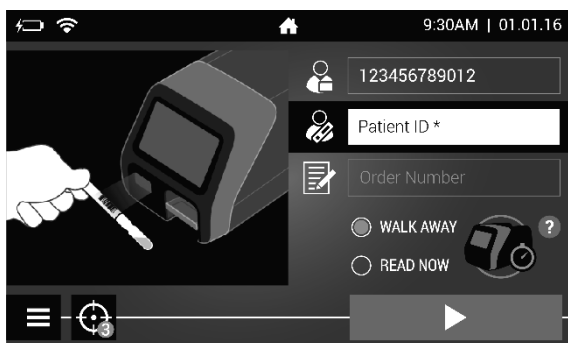 9:30AM | 01.01.16
123456789012
Patient ID *
Order Number
WALK AWAY
?
READ NOW
3